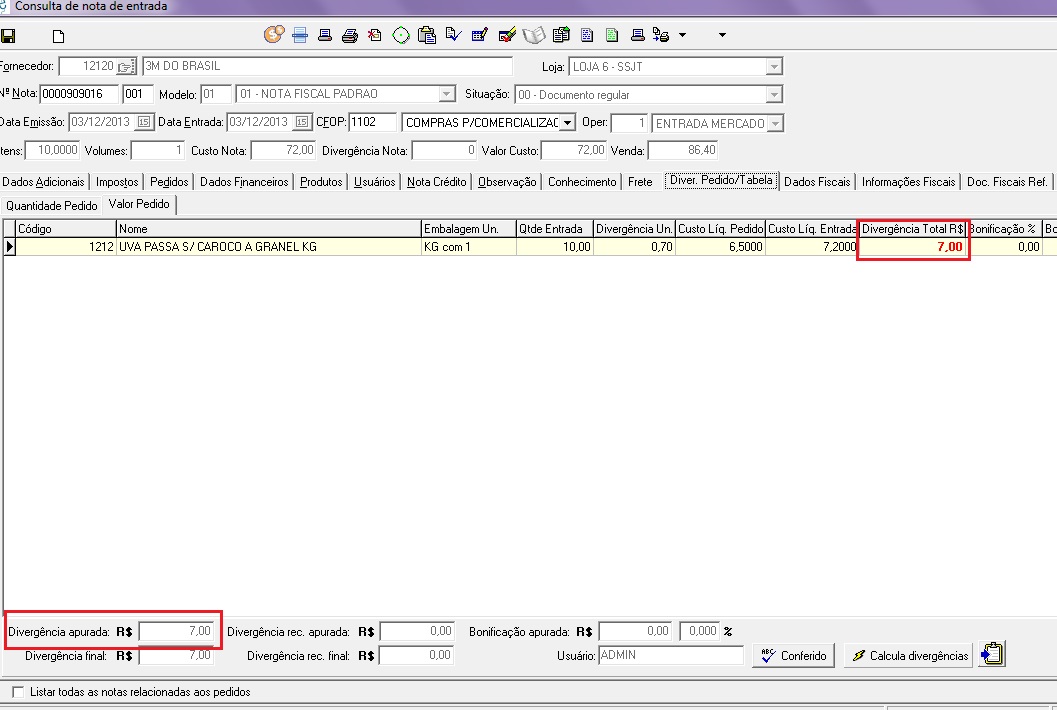 Consulta de nota de entrada
Fornecedor: 12120 3M DO BRASIL Loja: LOJA 6 - SSJT
Nº Nota: 0000909016 001 Modelo: 01 01 - NOTA FISCAL PADRAO Situação: 00 - Documento regular
Data Emissão: 03/12/2013 15 Data Entrada: 03/12/2013 15 CFOP: 1102 COMPRAS P/COMERCIALIZAC Oper: 1 ENTRADA MERCADO
tens: 10,0000 Volumes: 1 Custo Nota: 72,00 Divergência Nota: 0 Valor Custo: 72,00 Venda: 86,40
Dados Adicionais Impostos Pedidos Dados Financeiros Produtos Usuários Nota Crédito Observação Conhecimento Frete Diver. Pedido/Tabela Dados Fiscais Informações Fiscais Doc. Fiscais Ref.
Quantidade Pedido Valor Pedido
Código Nome Embalagem Un. Qtde Entrada Divergência Un. Custo Líq. Pedido Custo Líq. Entrada Divergência Total R$ Bonificação % Bo
1212 UVA PASSA S/ CAROCO A GRANEL KG KG com 1 10,00 0,70 6,5000 7,2000 7,00 0,00
Divergência apurada: R$ 7,00 Divergência rec. apurada: R$ 0,00 Bonificação apurada: R$ 0,00 0,000 %
Divergência final: R$ 7,00 Divergência rec. final: R$ 0,00 Usuário: ADMIN ABC Conferido Calcula divergências
Listar todas as notas relacionadas aos pedidos